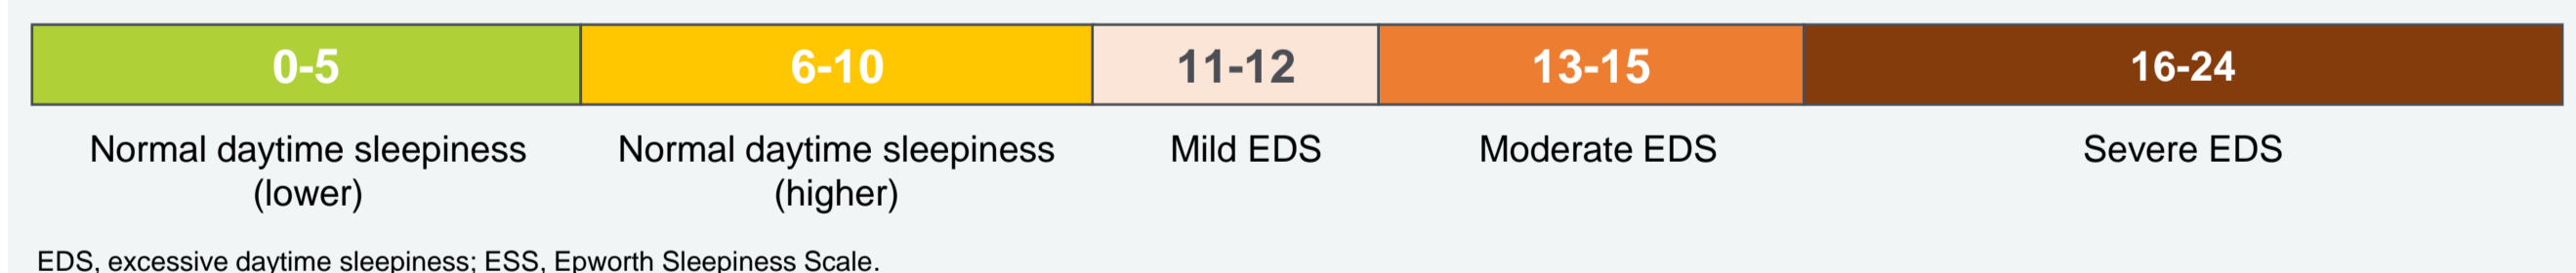 0-5 6-10 11-12 13-15 16-24
Normal daytime sleepiness Normal daytime sleepiness Mild EDS Moderate EDS Severe EDS
(lower) (higher)
EDS, excessive daytime sleepiness; ESS, Epworth Sleepiness Scale.